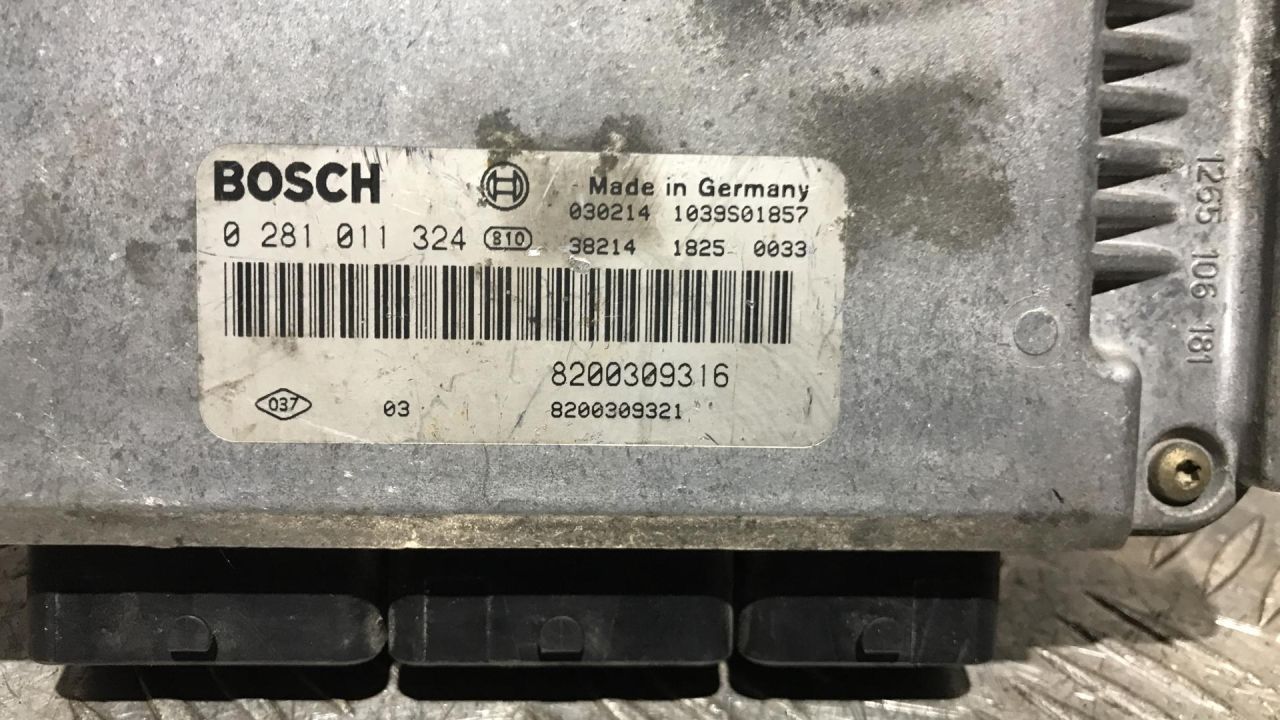 BOSCH
Made in Germany
030214 1039S01857
0 281 011 324 810
38214 1825 0033
8200309316
037 03 8200309321
1265 106 181